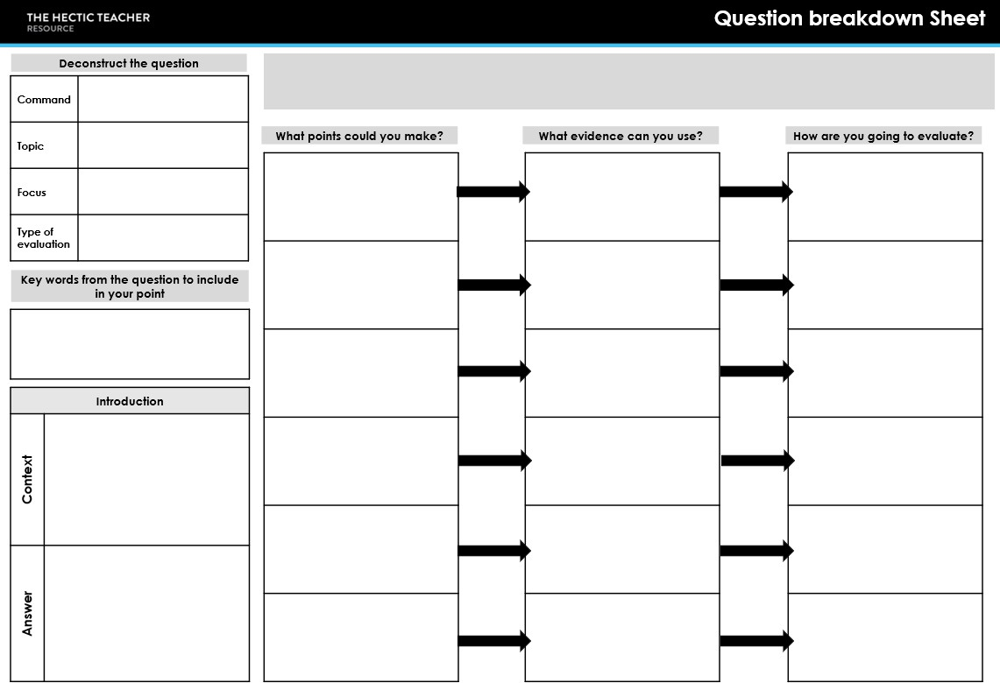 THE HECTIC TEACHER
RESOURCE
Question breakdown Sheet
Deconstruct the question
Command
Topic
Focus
Type of
evaluation
Key words from the question to include
in your point
Introduction
Context
Answer
What points could you make?
What evidence can you use?
How are you going to evaluate?